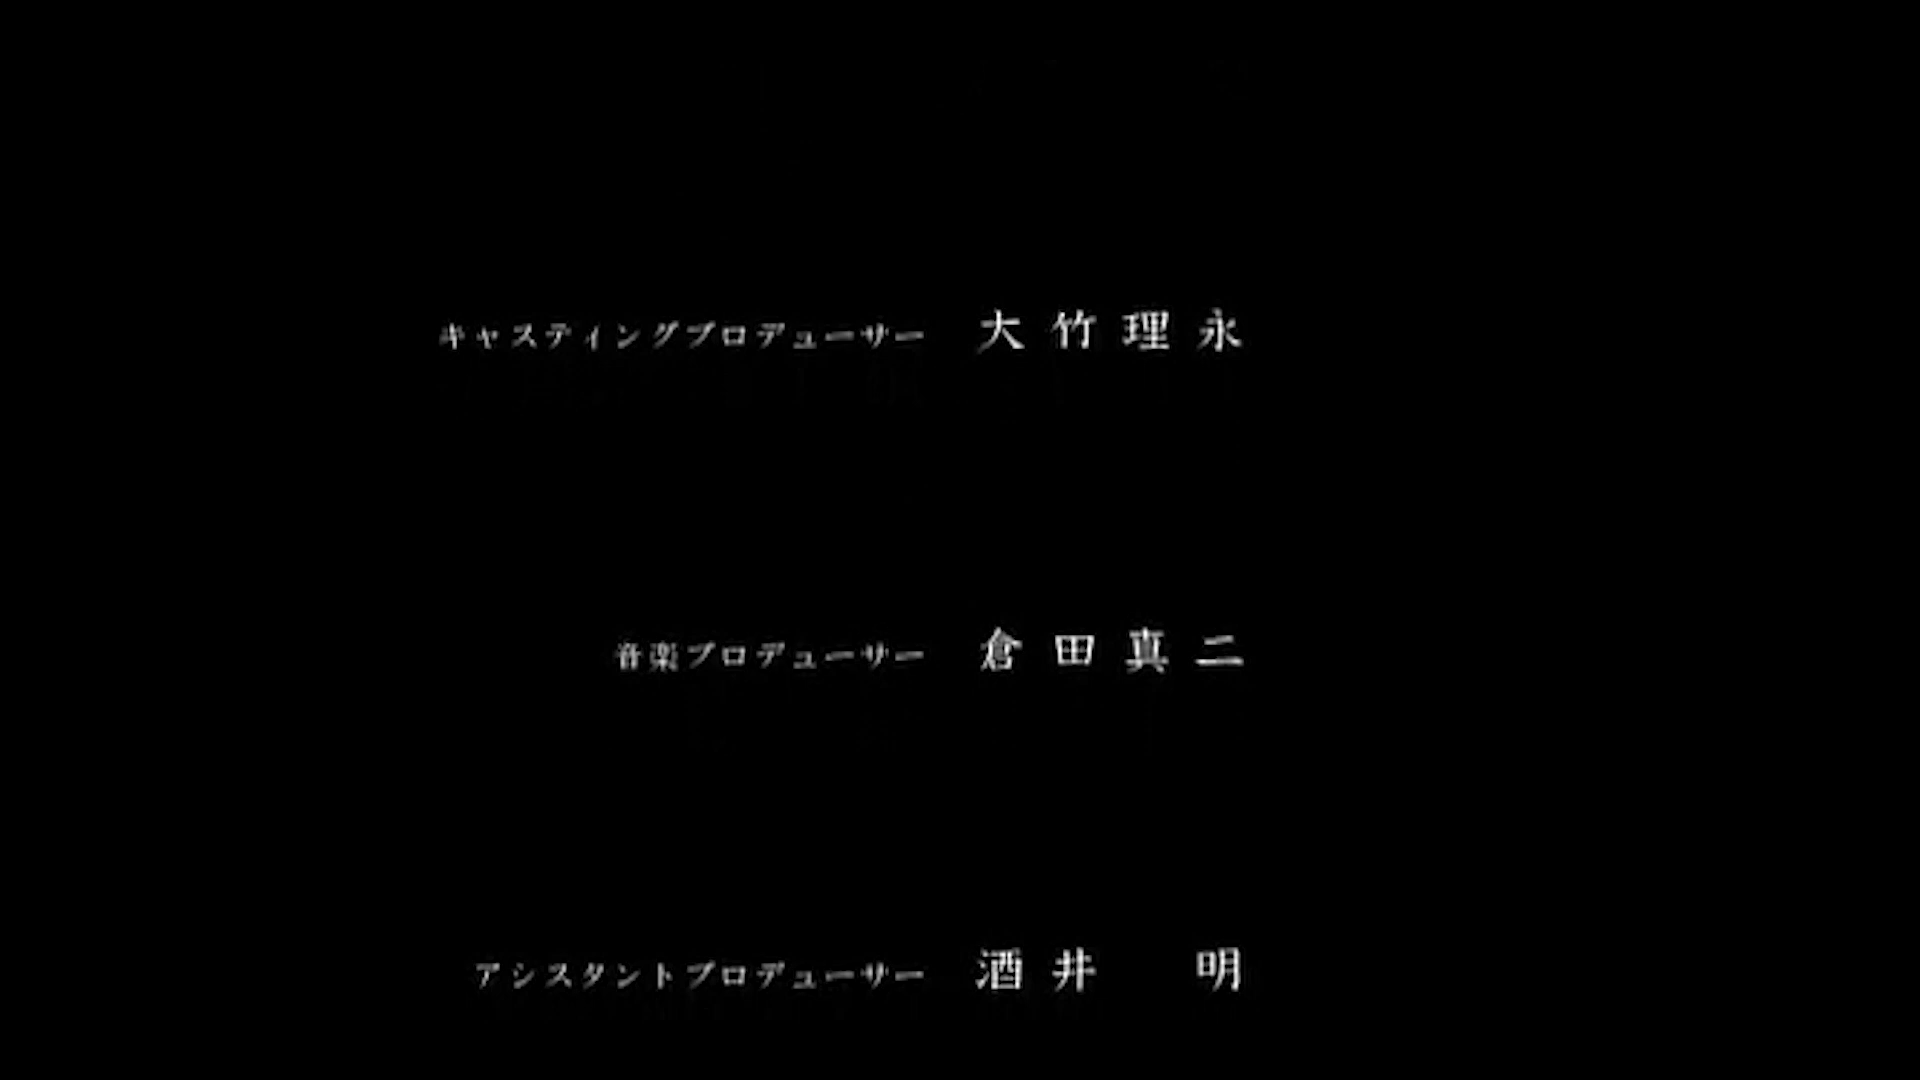 キャスティングプロデューサー 大竹理永
音楽プロデューサー 倉田真二
アシスタントプロデューサー 酒井 明